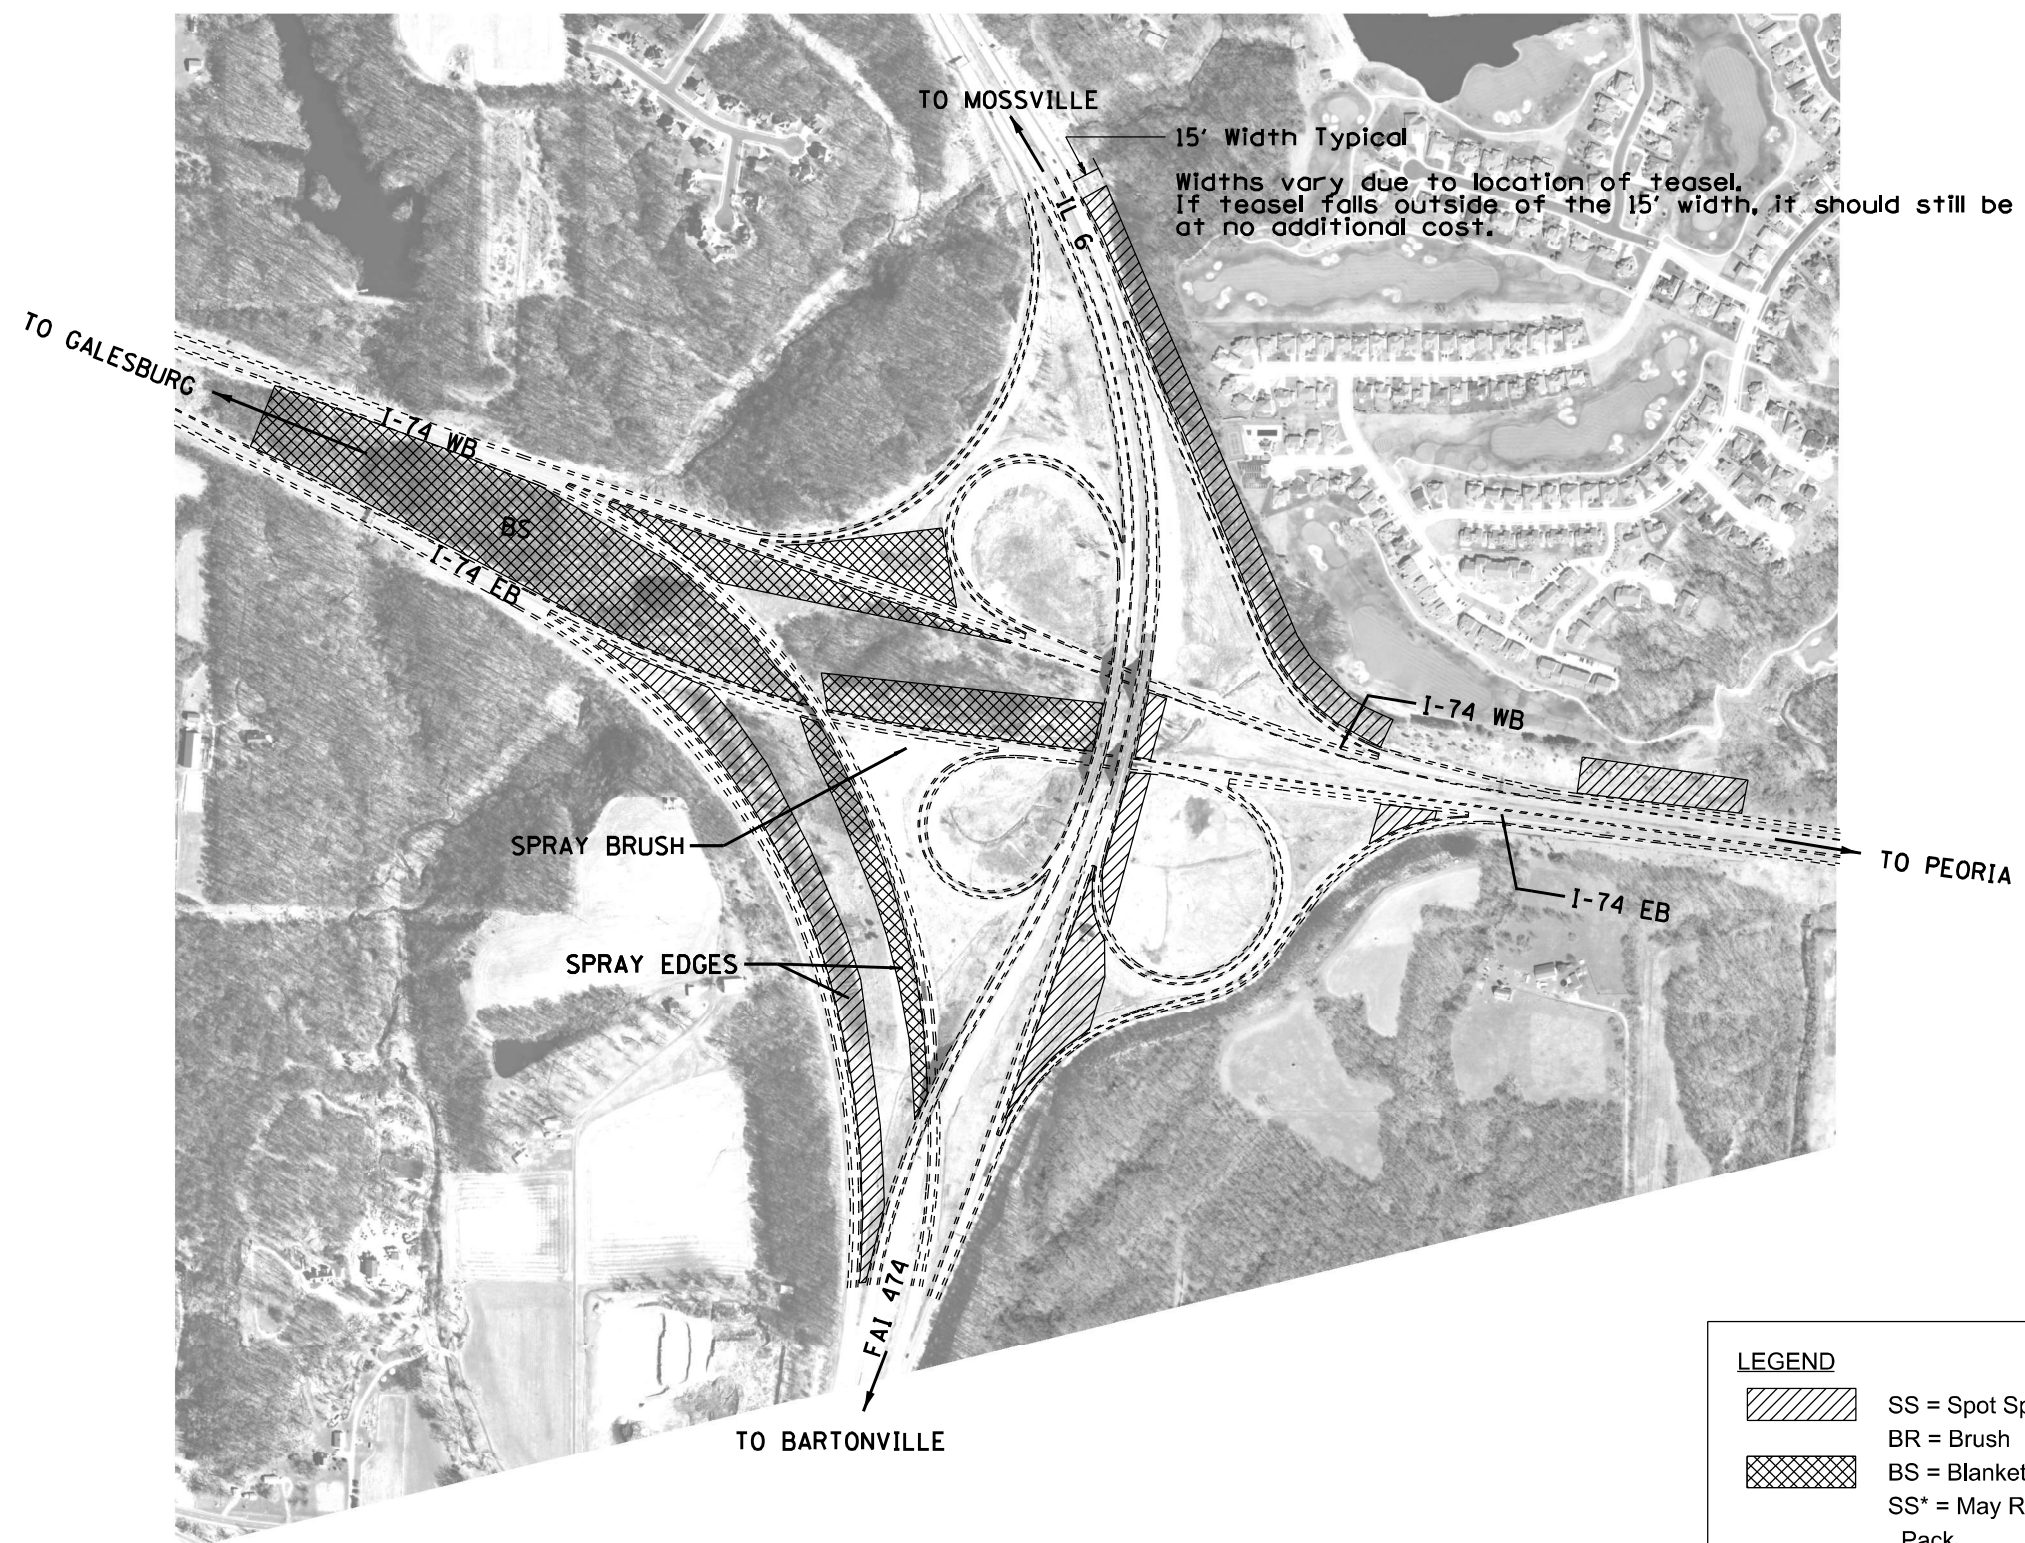 TO MOSSVILLE
15' Width Typical
Widths vary due to location of teasel.
If teasel falls outside of the 15' width, it should still be
at no additional cost.
IL 6
TO GALESBURG
I-74 WB
BS
I-74 EB
I-74 WB
SPRAY BRUSH
TO PEORIA
I-74 EB
SPRAY EDGES
FAI 474
TO BARTONVILLE
LEGEND
SS = Spot Sp
BR = Brush
BS = Blanket
SS* = May R
Pack